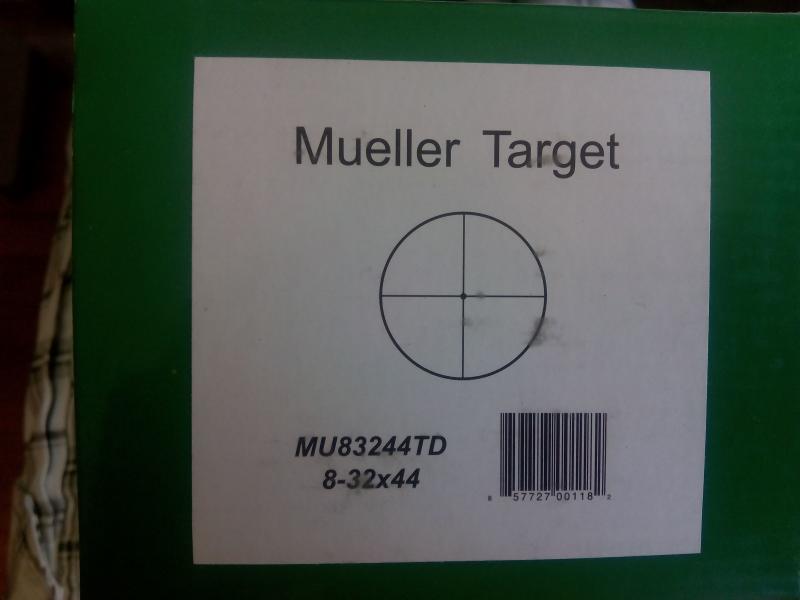 Mueller Target
MU83244TD
8-32x44
8 57727 00118 2